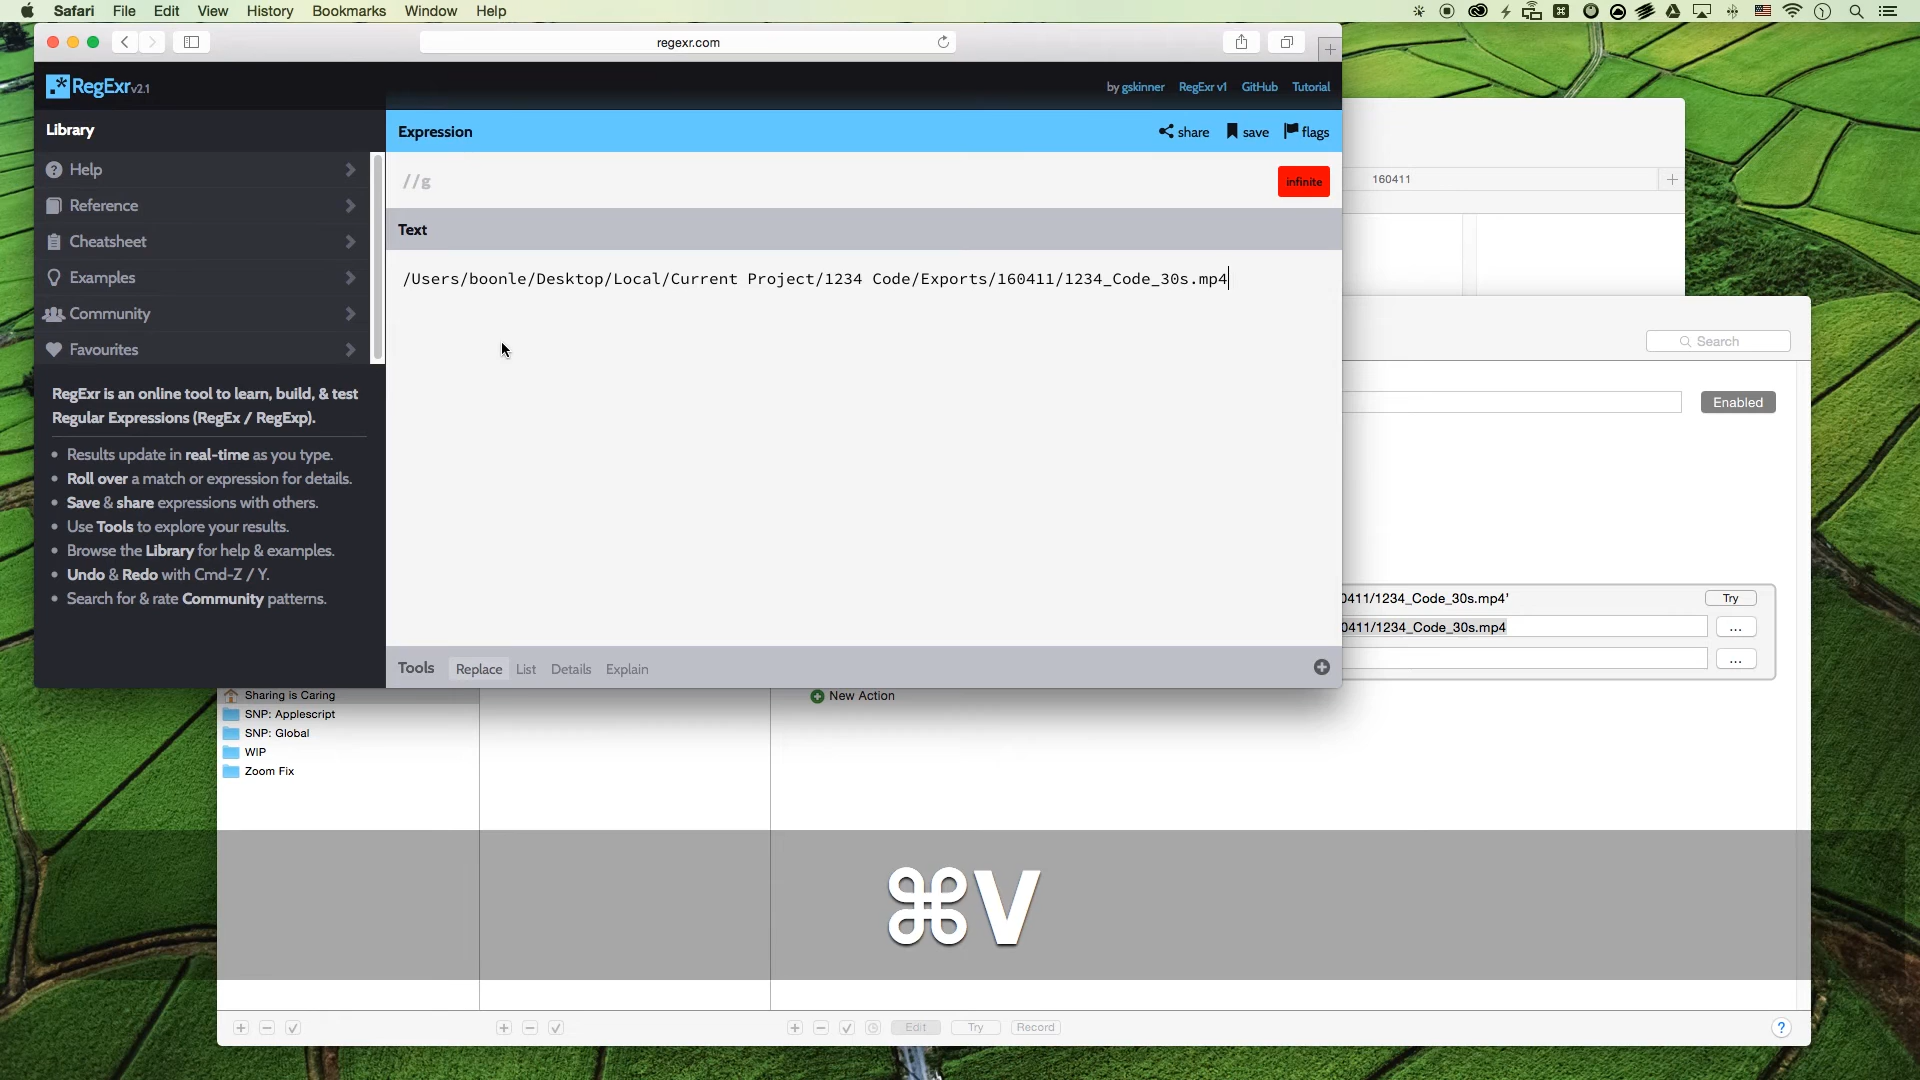 Safari File Edit View History Bookmarks Window Help
regexr.com
RegExr v2.1
by gskinner RegExr v1 GitHub Tutorial
Library
Expression
share save flags
Help
//g
infinite
160411
Reference
Text
Cheatsheet
Examples
/Users/boonle/Desktop/Local/Current Project/1234 Code/Exports/160411/1234_Code_30s.mp4
Community
Search
Favourites
RegExr is an online tool to learn, build, & test
Regular Expressions (RegEx / RegExp).
Enabled
Results update in real-time as you type.
Roll over a match or expression for details.
Save & share expressions with others.
Use Tools to explore your results.
Browse the Library for help & examples.
Undo & Redo with Cmd-Z / Y.
Search for & rate Community patterns.
0411/1234_Code_30s.mp4'
Try
0411/1234_Code_30s.mp4
...
...
Tools Replace List Details Explain
Sharing is Caring
New Action
SNP: Applescript
SNP: Global
WIP
Zoom Fix
⌘V
Edit Try Record
?